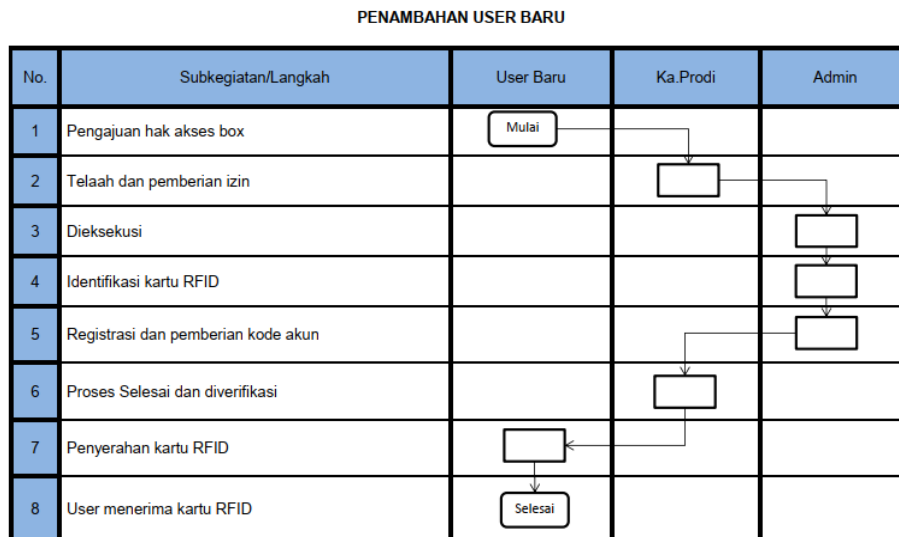 PENAMBAHAN USER BARU
No. Subkegiatan/Langkah User Baru Ka.Prodi Admin
1 Pengajuan hak akses box Mulai
2 Telaah dan pemberian izin
3 Dieksekusi
4 Identifikasi kartu RFID
5 Registrasi dan pemberian kode akun
6 Proses Selesai dan diverifikasi
7 Penyerahan kartu RFID
8 User menerima kartu RFID Selesai